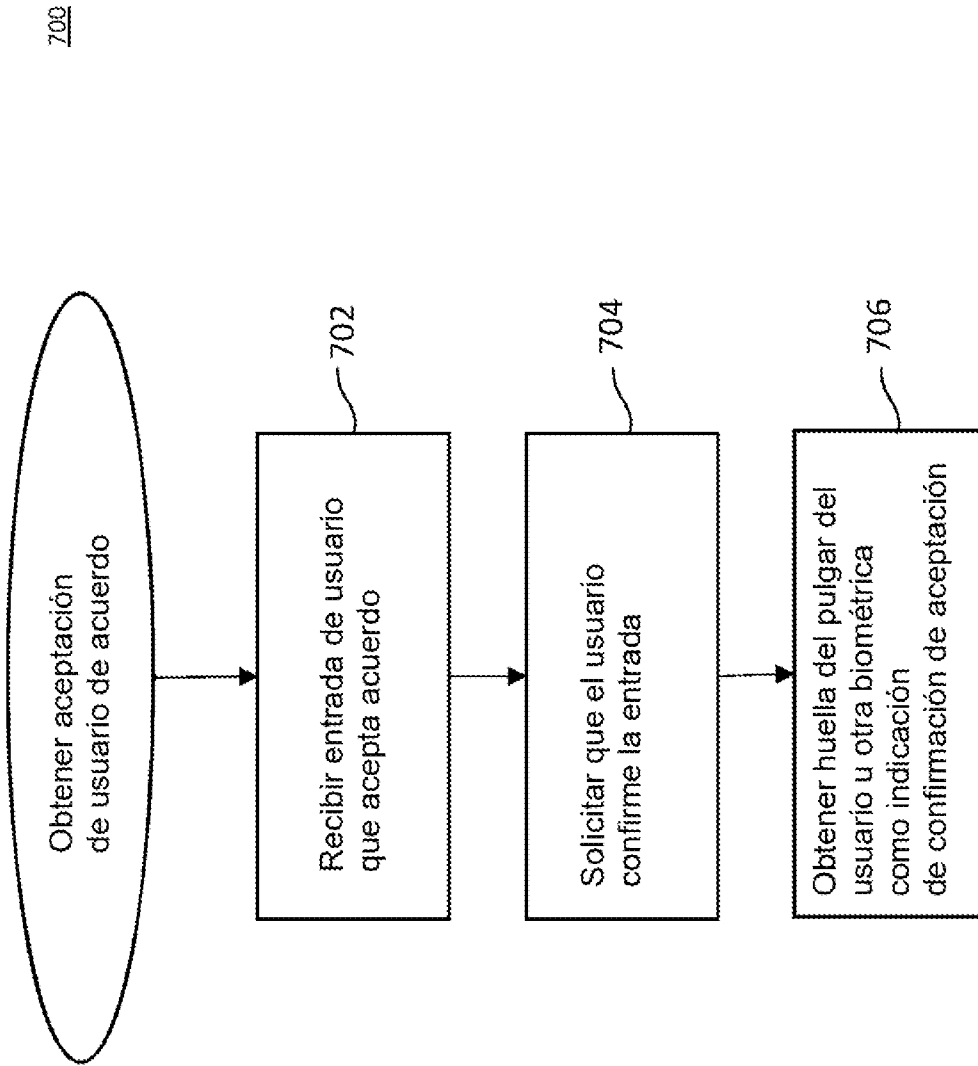 700
Obtener aceptación
de usuario de acuerdo
Recibir entrada de usuario
que acepta acuerdo
702
Solicitar que el usuario
confirme la entrada
704
Obtener huella del pulgar del
usuario u otra biométrica
como indicación
de confirmación de aceptación
706